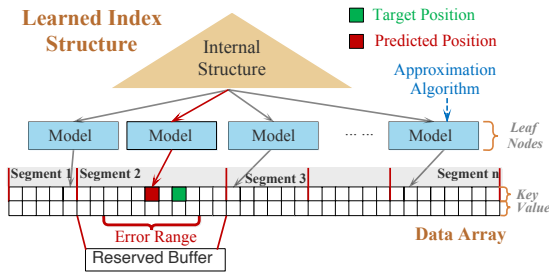 Learned Index
Structure
Target Position
Predicted Position
Internal
Structure
Approximation
Algorithm
Model
Model
Model
... ...
Model
Leaf
Nodes
Segment 1
Segment 2
Segment 3
Segment n
Key
Value
Error Range
Data Array
Reserved Buffer